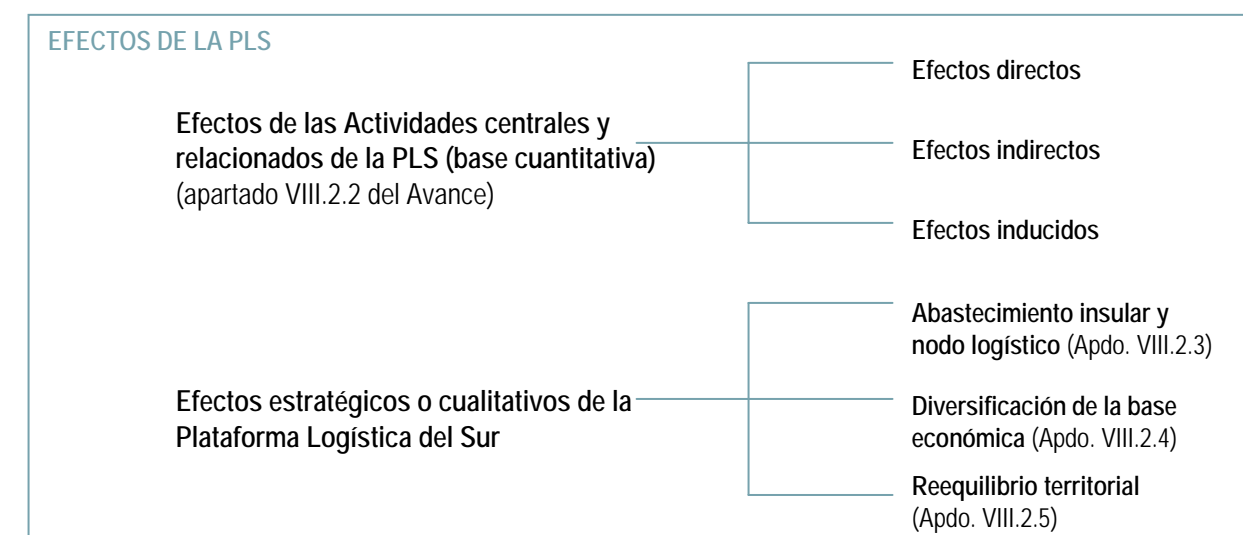 EFECTOS DE LA PLS
Efectos de las Actividades centrales y
relacionados de la PLS (base cuantitativa)
(apartado VIII.2.2 del Avance)
Efectos directos
Efectos indirectos
Efectos inducidos
Efectos estratégicos o cualitativos de la
Plataforma Logística del Sur
Abastecimiento insular y
nodo logístico (Apdo. VIII.2.3)
Diversificación de la base
económica (Apdo. VIII.2.4)
Reequilibrio territorial
(Apdo. VIII.2.5)